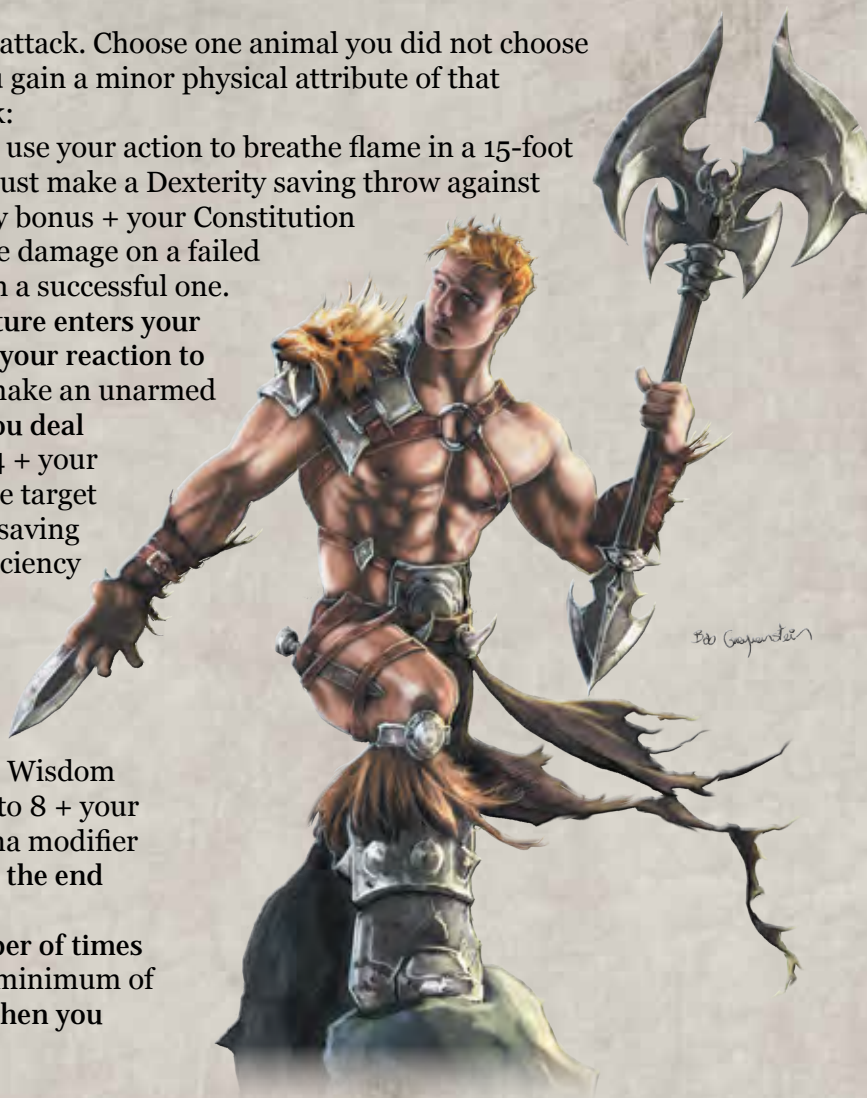 attack. Choose one animal you did not choose
gain a minor physical attribute of that
use your action to breathe flame in a 15-foot
ust make a Dexterity saving throw against
y bonus + your Constitution
e damage on a failed
n a successful one.
ture enters your
your reaction to
make an unarmed
ou deal
4 + your
e target
saving
ciency
Wisdom
to 8 + your
na modifier
the end
ber of times
minimum of
hen you